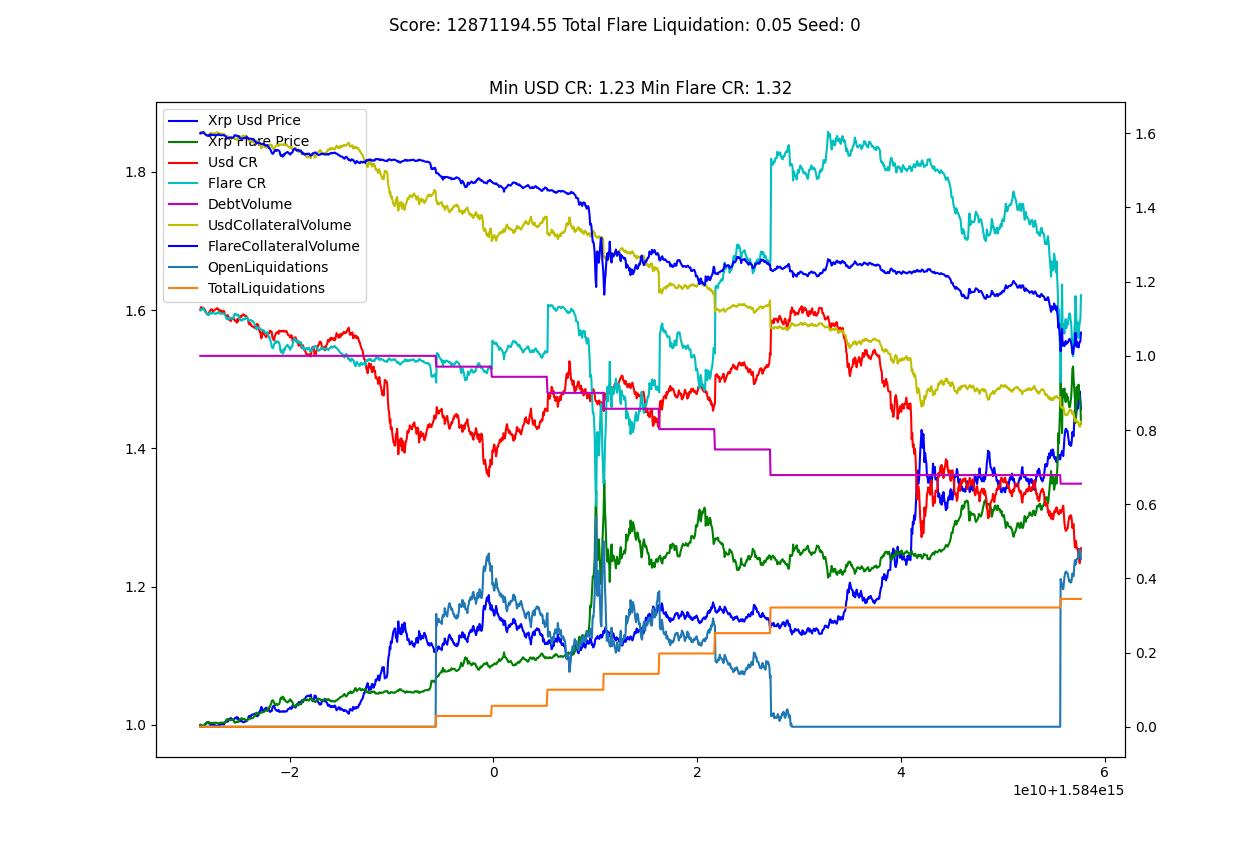 Score: 12871194.55 Total Flare Liquidation: 0.05 Seed: 0
Min USD CR: 1.23 Min Flare CR: 1.32
Xrp Usd Price
Xrp Flare Price
Usd CR
Flare CR
DebtVolume
UsdCollateralVolume
FlareCollateralVolume
OpenLiquidations
TotalLiquidations
1.8
1.6
1.4
1.2
1.0
1.6
1.4
1.2
1.0
0.8
0.6
0.4
0.2
0.0
−2 0 2 4 6
1e10+1.584e15